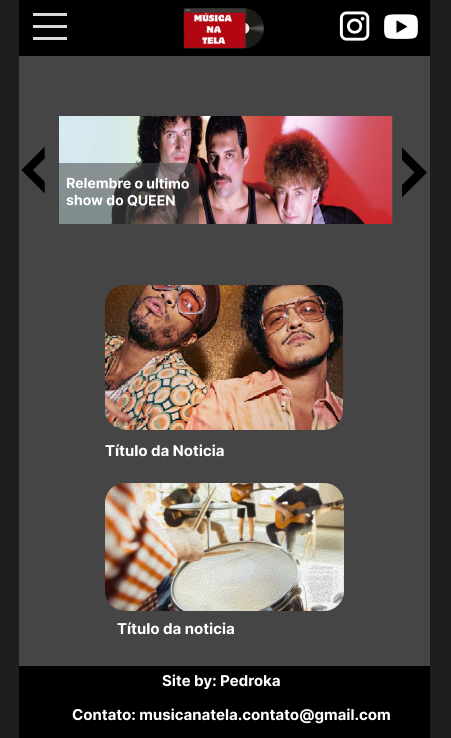 MÚSICA
NA
TELA
Relembre o ultimo
show do QUEEN
Título da Noticia
Título da noticia
Site by: Pedroka
Contato: musicanatela.contato@gmail.com